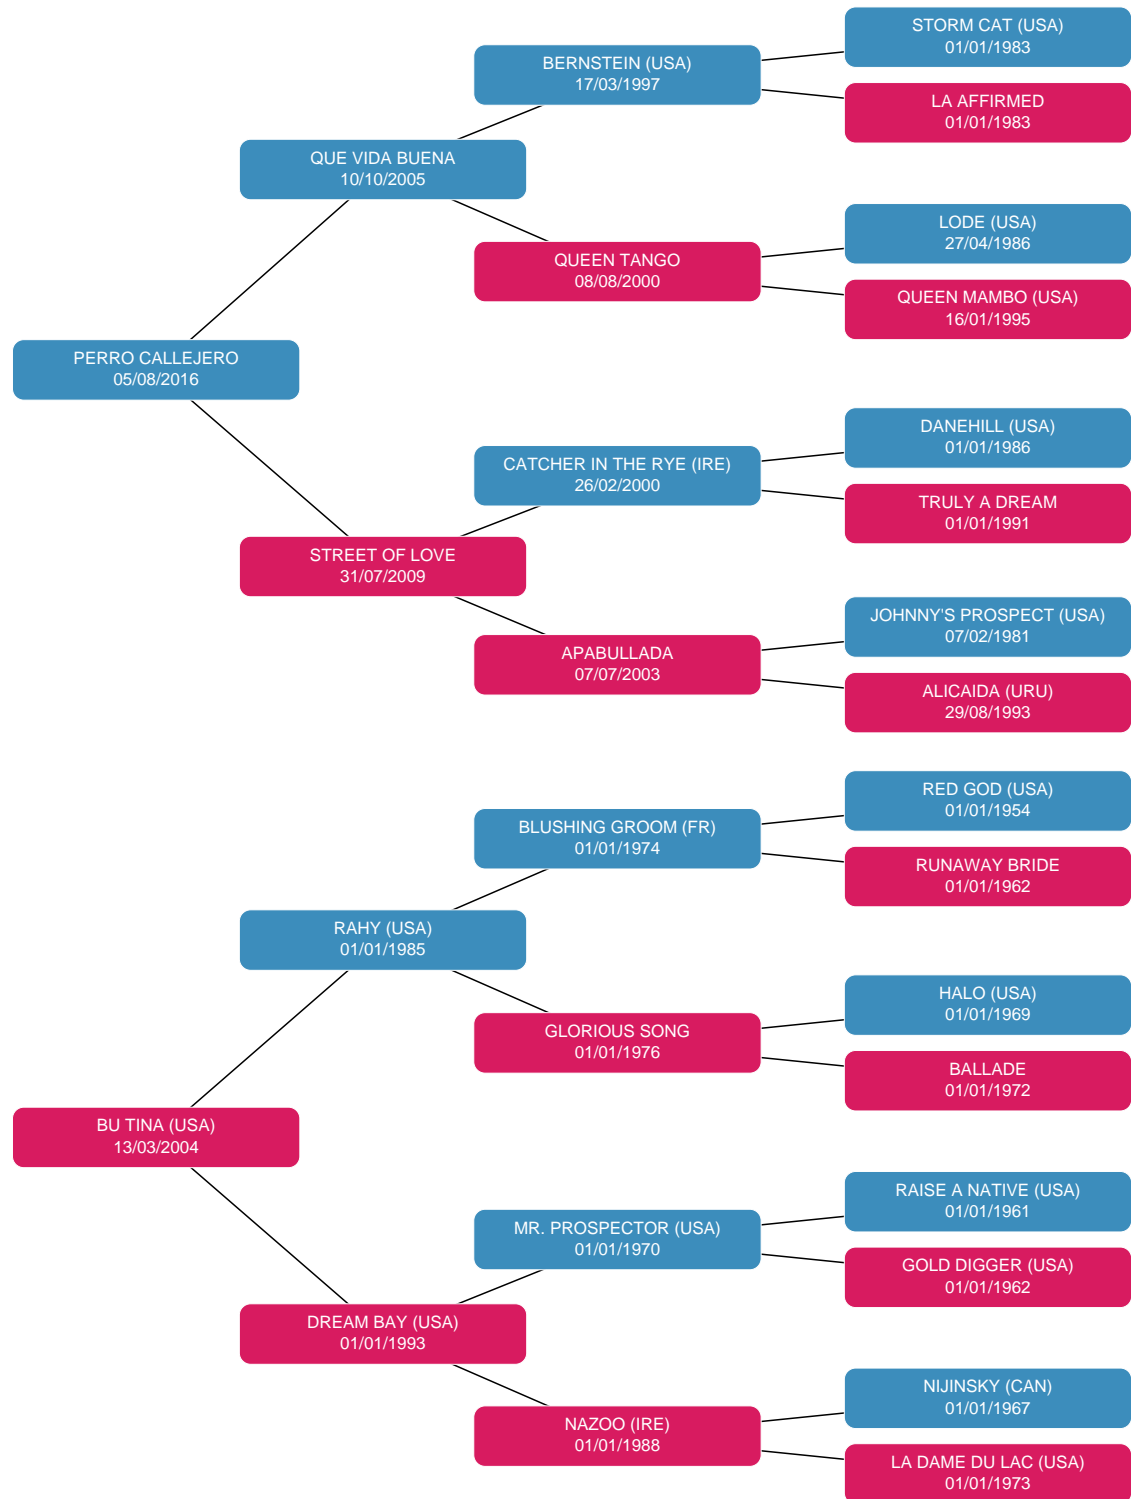 STORM CAT (USA)
01/01/1983
BERNSTEIN (USA)
17/03/1997
LA AFFIRMED
01/01/1983
QUE VIDA BUENA
10/10/2005
LODE (USA)
27/04/1986
QUEEN TANGO
08/08/2000
QUEEN MAMBO (USA)
16/01/1995
PERRO CALLEJERO
05/08/2016
DANEHILL (USA)
01/01/1986
CATCHER IN THE RYE (IRE)
26/02/2000
TRULY A DREAM
01/01/1991
STREET OF LOVE
31/07/2009
JOHNNY'S PROSPECT (USA)
07/02/1981
APABULLADA
07/07/2003
ALICAIDA (URU)
29/08/1993
RED GOD (USA)
01/01/1954
BLUSHING GROOM (FR)
01/01/1974
RUNAWAY BRIDE
01/01/1962
RAHY (USA)
01/01/1985
HALO (USA)
01/01/1969
GLORIOUS SONG
01/01/1976
BALLADE
01/01/1972
BU TINA (USA)
13/03/2004
RAISE A NATIVE (USA)
01/01/1961
MR. PROSPECTOR (USA)
01/01/1970
GOLD DIGGER (USA)
01/01/1962
DREAM BAY (USA)
01/01/1993
NIJINSKY (CAN)
01/01/1967
NAZOO (IRE)
01/01/1988
LA DAME DU LAC (USA)
01/01/1973